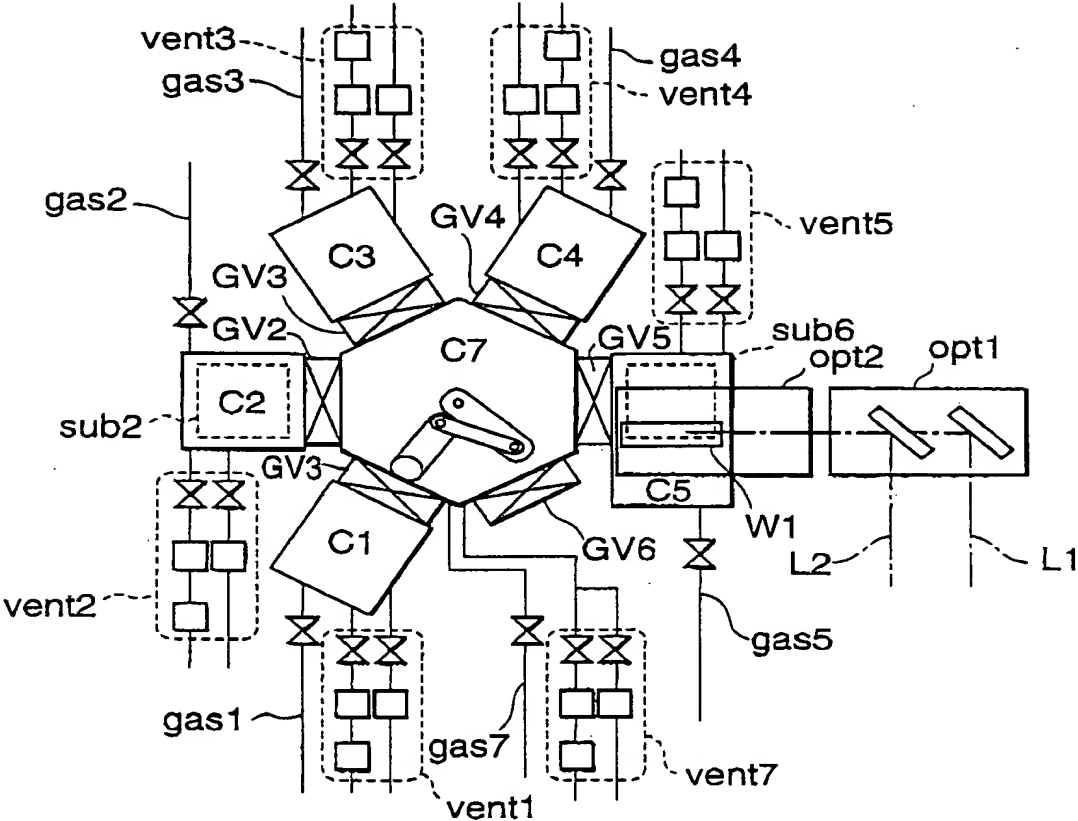 vent3
gas3
gas4
vent4
gas2
GV4
vent5
C3
C4
GV3
GV2
C7
GV5
sub6
opt2
opt1
C2
sub2
GV3
C5
W1
C1
GV6
L2
L1
vent2
gas5
gas1
gas7
vent7
vent1